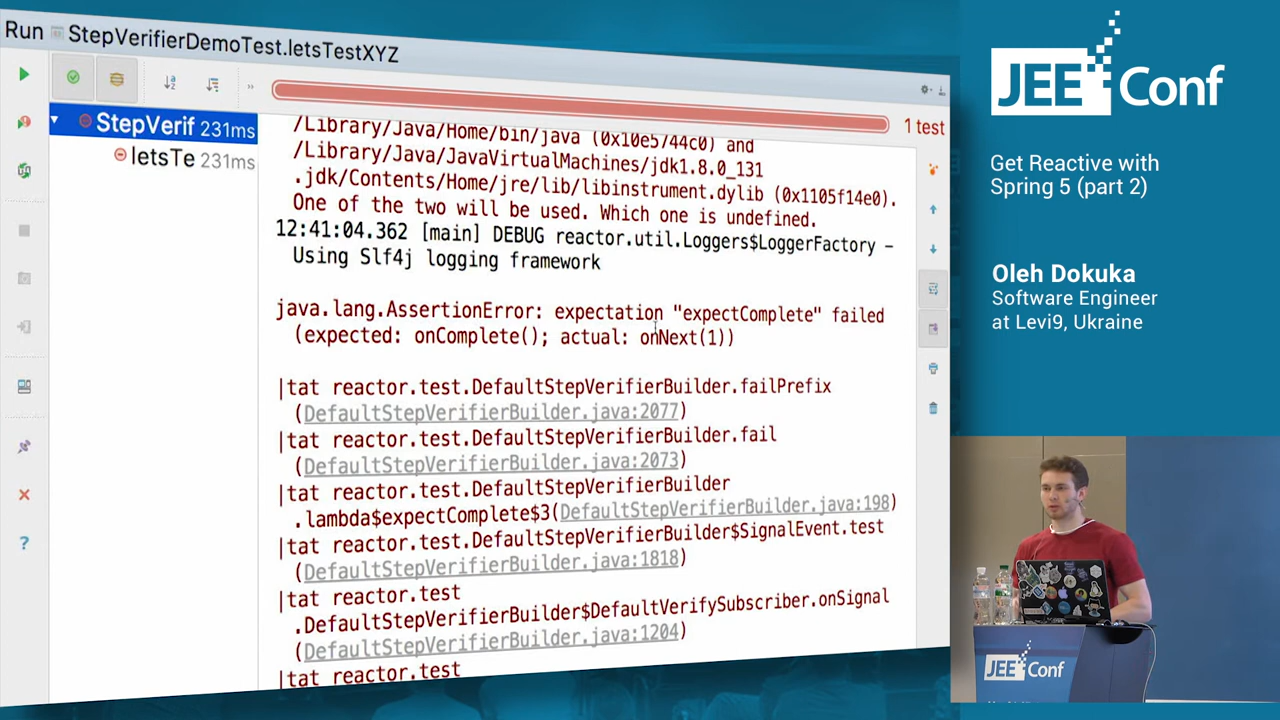 Run StepVerifierDemoTest.letsTestXYZ
1 test
StepVerif 231ms
letsTe 231ms
/Library/Java/Home/bin/java (0x10e5744c0) and
/Library/Java/JavaVirtualMachines/jdk1.8.0_131
.jdk/Contents/Home/jre/lib/libinstrument.dylib (0x1105f14e0).
One of the two will be used. Which one is undefined.
12:41:04.362 [main] DEBUG reactor.util.Loggers$LoggerFactory -
Using Slf4j logging framework
java.lang.AssertionError: expectation "expectComplete" failed
(expected: onComplete(); actual: onNext(1))
|tat reactor.test.DefaultStepVerifierBuilder.failPrefix
(DefaultStepVerifierBuilder.java:2077)
|tat reactor.test.DefaultStepVerifierBuilder.fail
(DefaultStepVerifierBuilder.java:2073)
|tat reactor.test.DefaultStepVerifierBuilder
.lambda$expectComplete$3(DefaultStepVerifierBuilder.java:198)
|tat reactor.test.DefaultStepVerifierBuilder$SignalEvent.test
(DefaultStepVerifierBuilder.java:1818)
|tat reactor.test
.DefaultStepVerifierBuilder$DefaultVerifySubscriber.onSignal
(DefaultStepVerifierBuilder.java:1204)
|tat reactor.test
JEEConf
Get Reactive with
Spring 5 (part 2)
Oleh Dokuka
Software Engineer
at Levi9, Ukraine
JEEConf